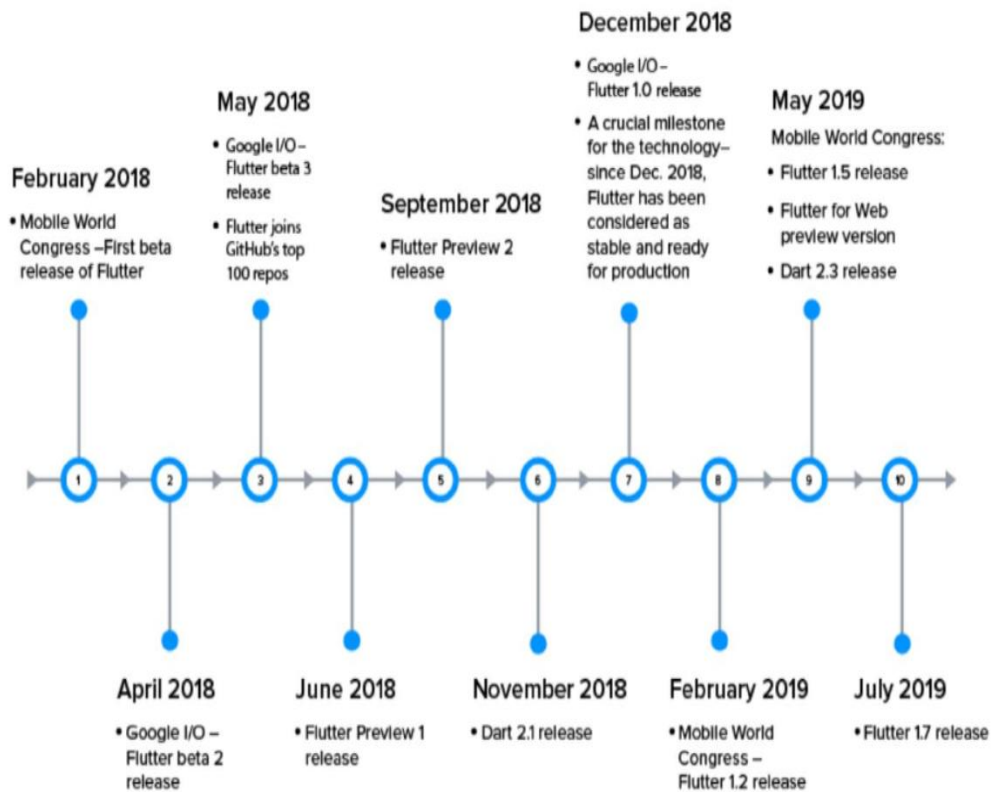 February 2018
• Mobile World
Congress –First beta
release of Flutter
May 2018
• Google I/O–
Flutter beta 3
release
• Flutter joins
GitHub's top
100 repos
September 2018
• Flutter Preview 2
release
December 2018
• Google I/O–
Flutter 1.0 release
• A crucial milestone
for the technology–
since Dec. 2018,
Flutter has been
considered as
stable and ready
for production
May 2019
Mobile World Congress:
• Flutter 1.5 release
• Flutter for Web
preview version
• Dart 2.3 release
1
2
3
4
5
6
7
8
9
10
April 2018
• Google I/O –
Flutter beta 2
release
June 2018
• Flutter Preview 1
release
November 2018
• Dart 2.1 release
February 2019
• Mobile World
Congress –
Flutter 1.2 release
July 2019
• Flutter 1.7 release